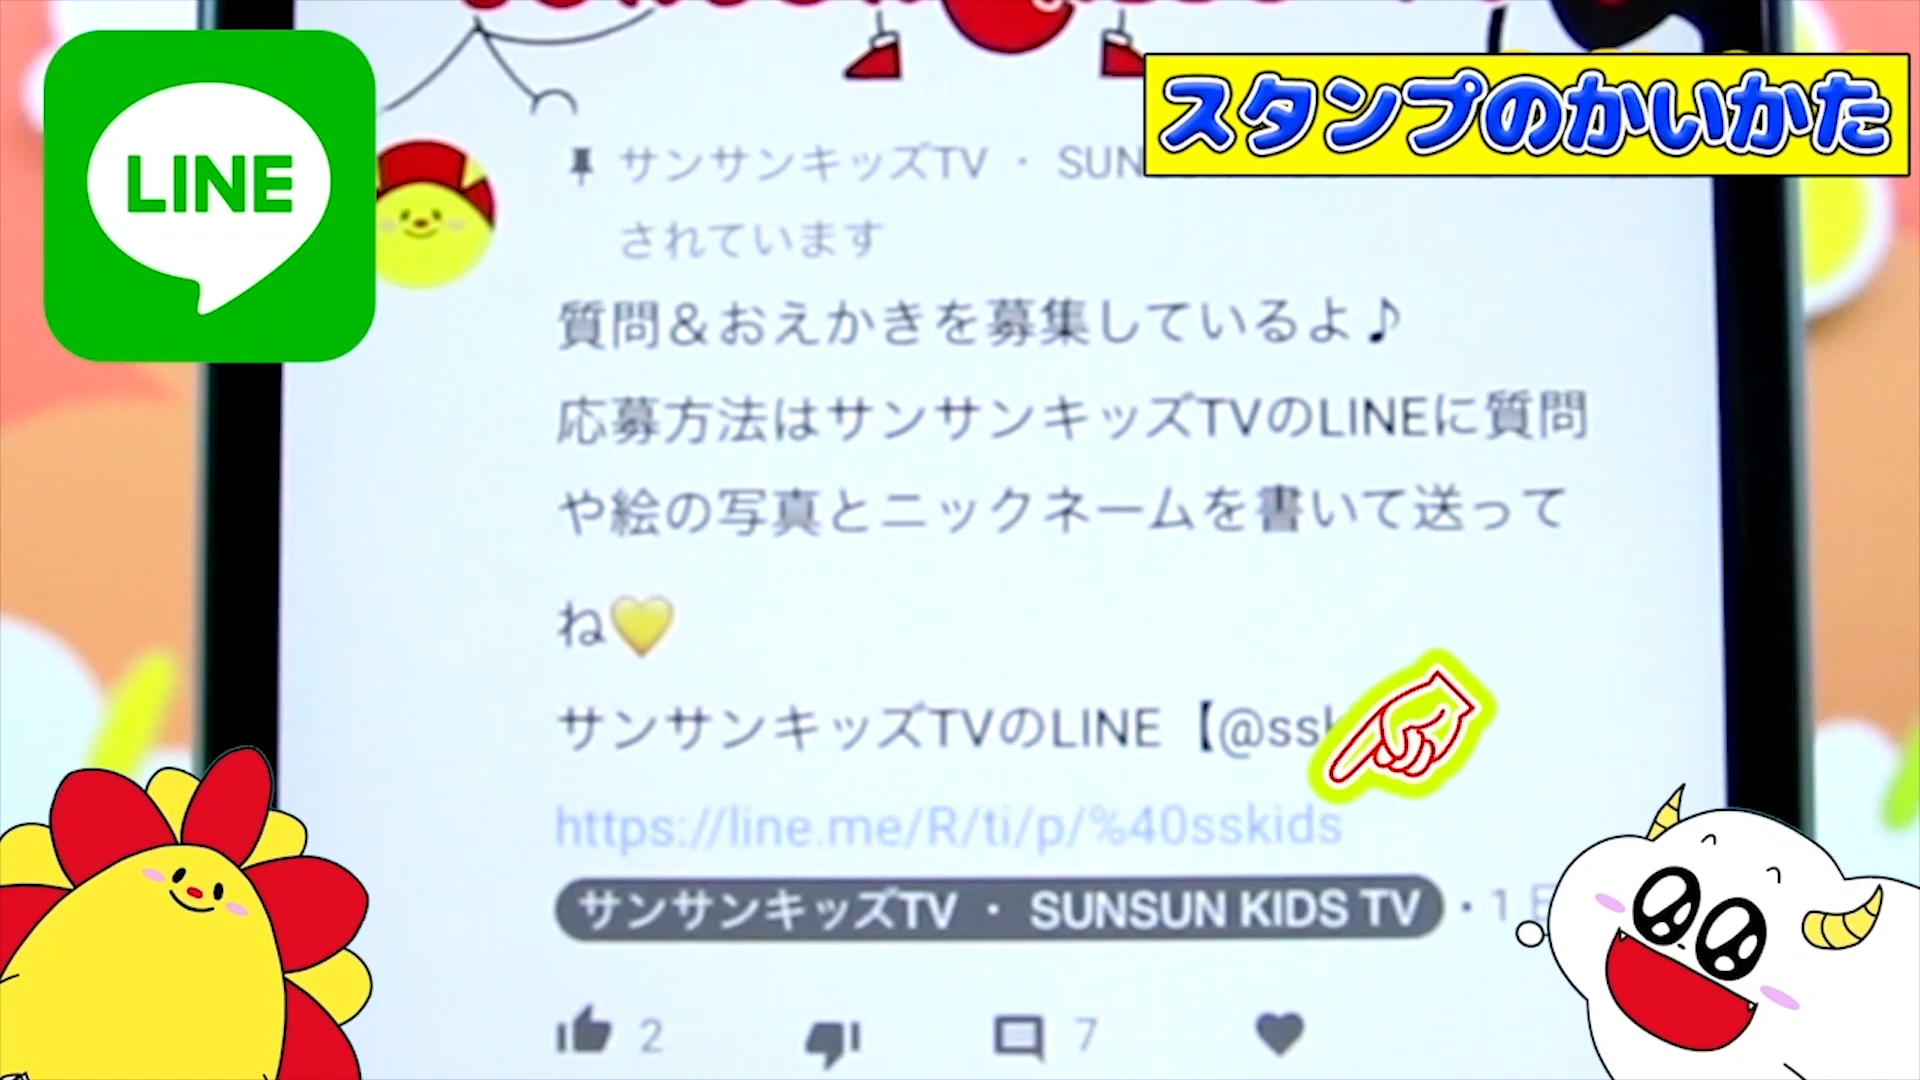 LINE
スタンプのかいかた
サンサンキッズTV ・ SUN
されています
質問＆おえかきを募集しているよ♪
応募方法はサンサンキッズTVのLINEに質問
や絵の写真とニックネームを書いて送って
ね💛
サンサンキッズTVのLINE【@ssk
https://line.me/R/ti/p/%40sskids
サンサンキッズTV ・ SUNSUN KIDS TV ・1
2
7